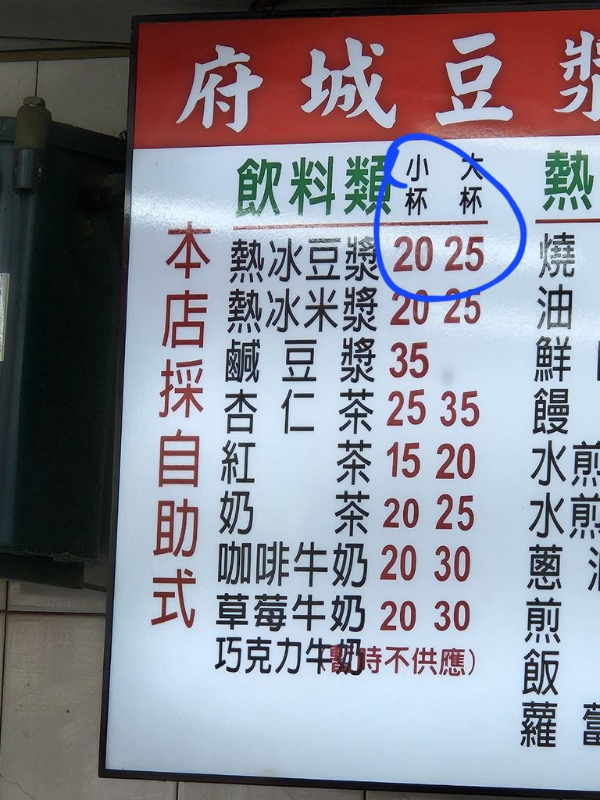 府城豆漿
本店採自助式
飲料類 小杯 大杯
熱冰豆漿 20 25
熱冰米漿 20 25
鹹豆漿 35
杏仁茶 25 35
紅茶 15 20
奶茶 20 25
咖啡牛奶 20 30
草莓牛奶 20 30
巧克力牛奶(暫時不供應)
熱
燒
油
鮮
饅
水煎
水煎
蔥
煎
飯
蘿